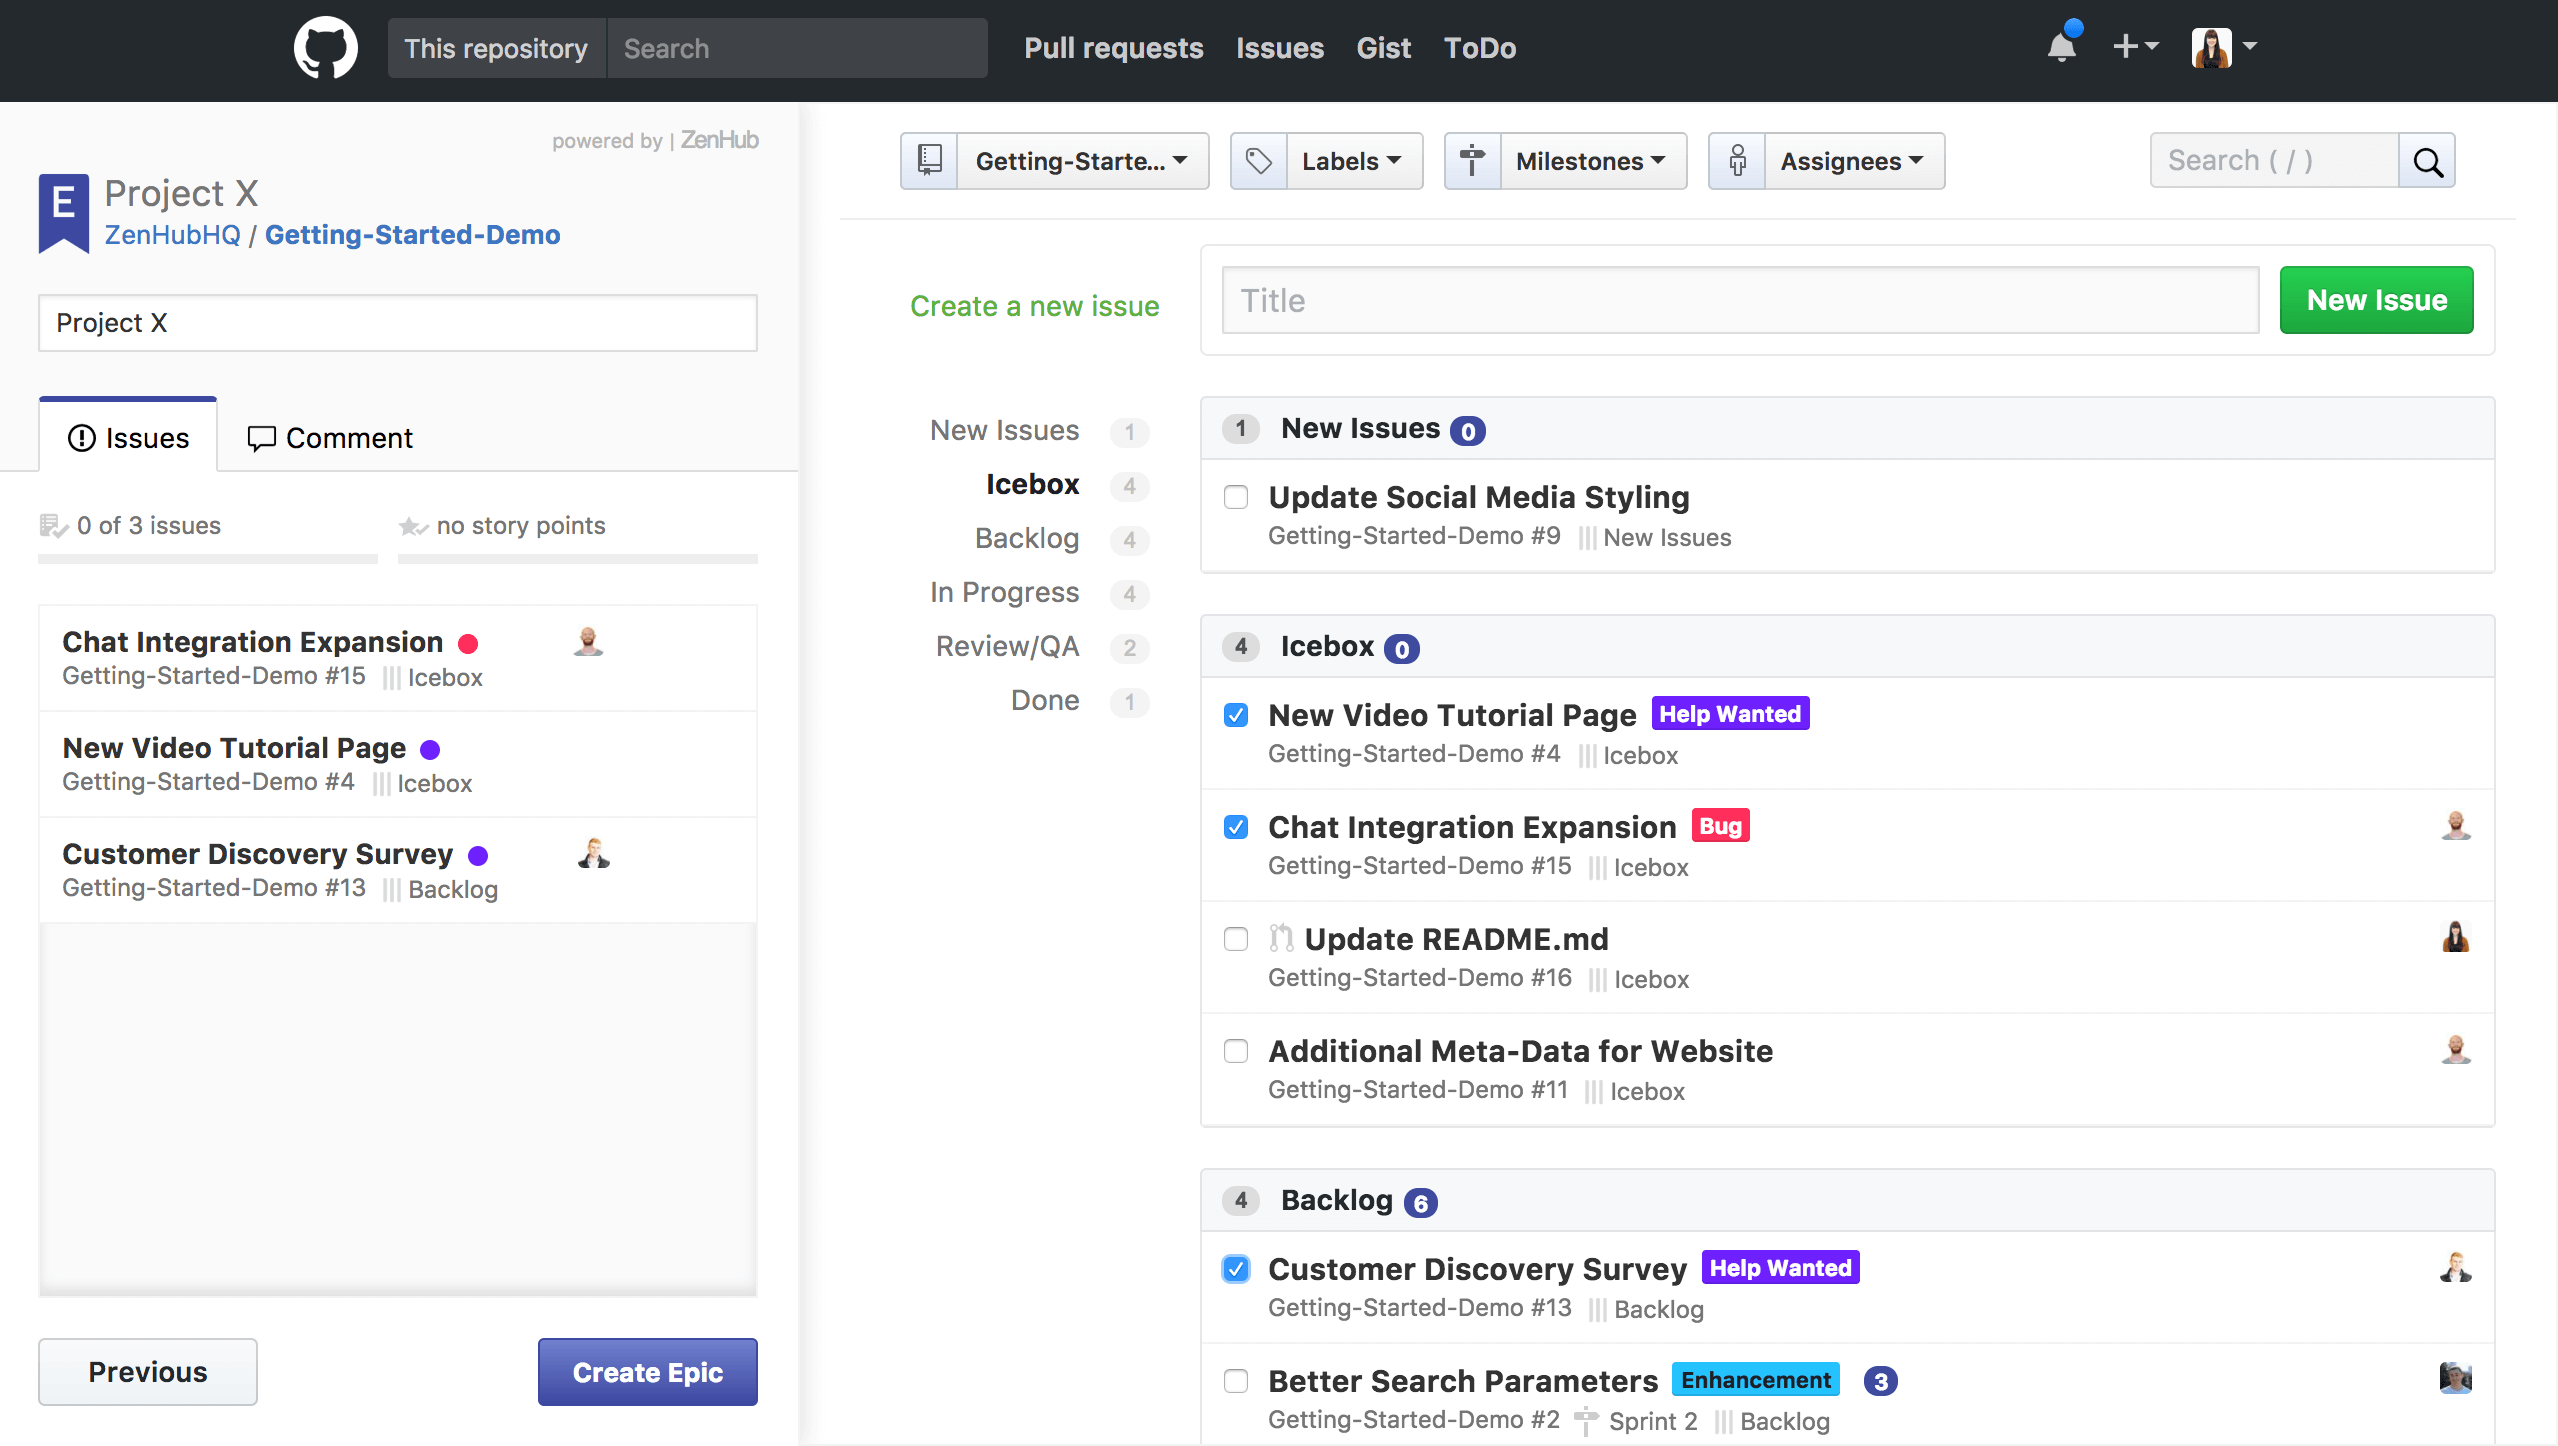 This repository Search Pull requests Issues Gist ToDo
powered by | ZenHub
E
Project X
ZenHubHQ / Getting-Started-Demo
Project X
Issues Comment
0 of 3 issues no story points
Chat Integration Expansion
Getting-Started-Demo #15 Icebox
New Video Tutorial Page
Getting-Started-Demo #4 Icebox
Customer Discovery Survey
Getting-Started-Demo #13 Backlog
Previous Create Epic
Getting-Starte... Labels Milestones Assignees Search ( / )
Create a new issue Title New Issue
New Issues 1
Icebox 4
Backlog 4
In Progress 4
Review/QA 2
Done 1
1 New Issues 0
Update Social Media Styling
Getting-Started-Demo #9 New Issues
4 Icebox 0
New Video Tutorial Page Help Wanted
Getting-Started-Demo #4 Icebox
Chat Integration Expansion Bug
Getting-Started-Demo #15 Icebox
Update README.md
Getting-Started-Demo #16 Icebox
Additional Meta-Data for Website
Getting-Started-Demo #11 Icebox
4 Backlog 6
Customer Discovery Survey Help Wanted
Getting-Started-Demo #13 Backlog
Better Search Parameters Enhancement 3
Getting-Started-Demo #2 Sprint 2 Backlog